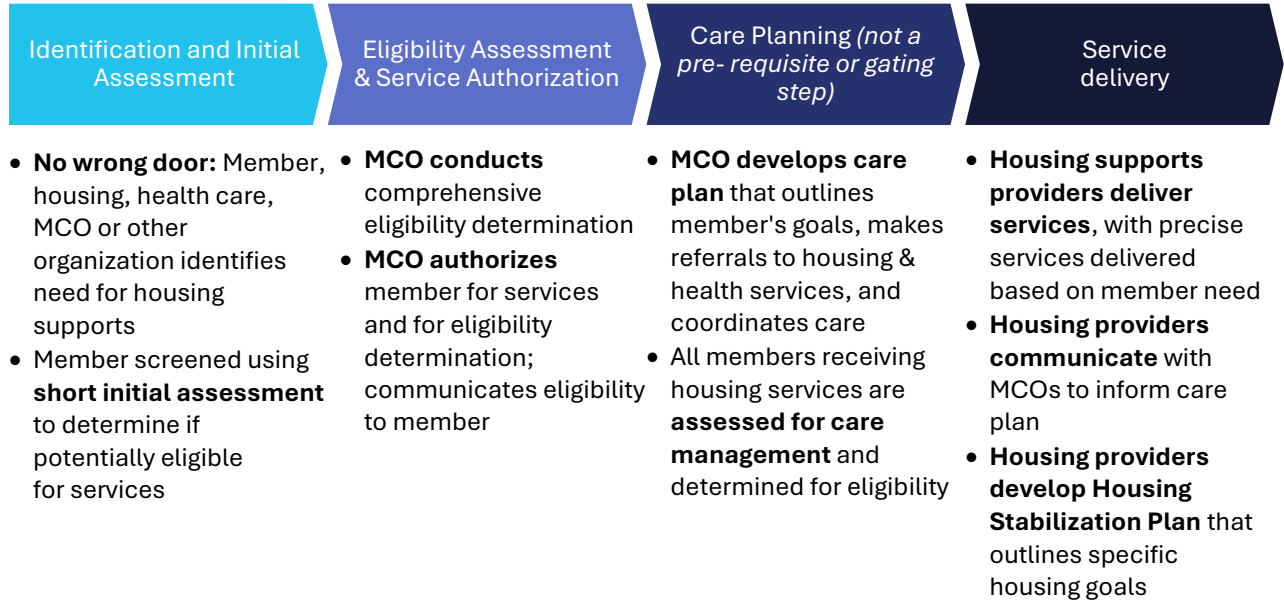 Identification and Initial
Assessment
Eligibility Assessment
& Service Authorization
Care Planning (not a
pre- requisite or gating
step)
Service
delivery
• No wrong door: Member,
housing, health care,
MCO or other
organization identifies
need for housing
supports
• Member screened using
short initial assessment
to determine if
potentially eligible
for services
• MCO conducts
comprehensive
eligibility determination
• MCO authorizes
member for services
and for eligibility
determination;
communicates eligibility
to member
• MCO develops care
plan that outlines
member's goals, makes
referrals to housing &
health services, and
coordinates care
• All members receiving
housing services are
assessed for care
management and
determined for eligibility
• Housing supports
providers deliver
services, with precise
services delivered
based on member need
• Housing providers
communicate with
MCOs to inform care
plan
• Housing providers
develop Housing
Stabilization Plan that
outlines specific
housing goals